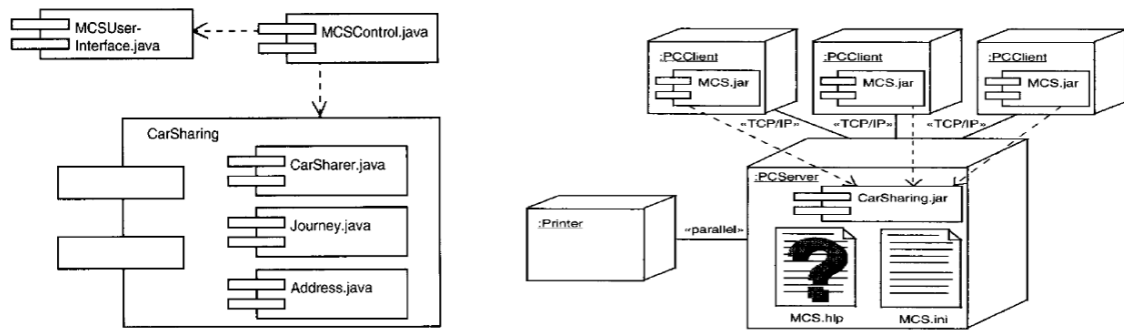 MCSUser-
Interface.java
MCSControl.java
CarSharing
CarSharer.java
Journey.java
Address.java
:PCClient
MCS.jar
:PCClient
MCS.jar
:PCClient
MCS.jar
«TCP/IP»
«TCP/IP»
«TCP/IP»
:PCServer
CarSharing.jar
:Printer
«parallel»
MCS.hlp
MCS.ini